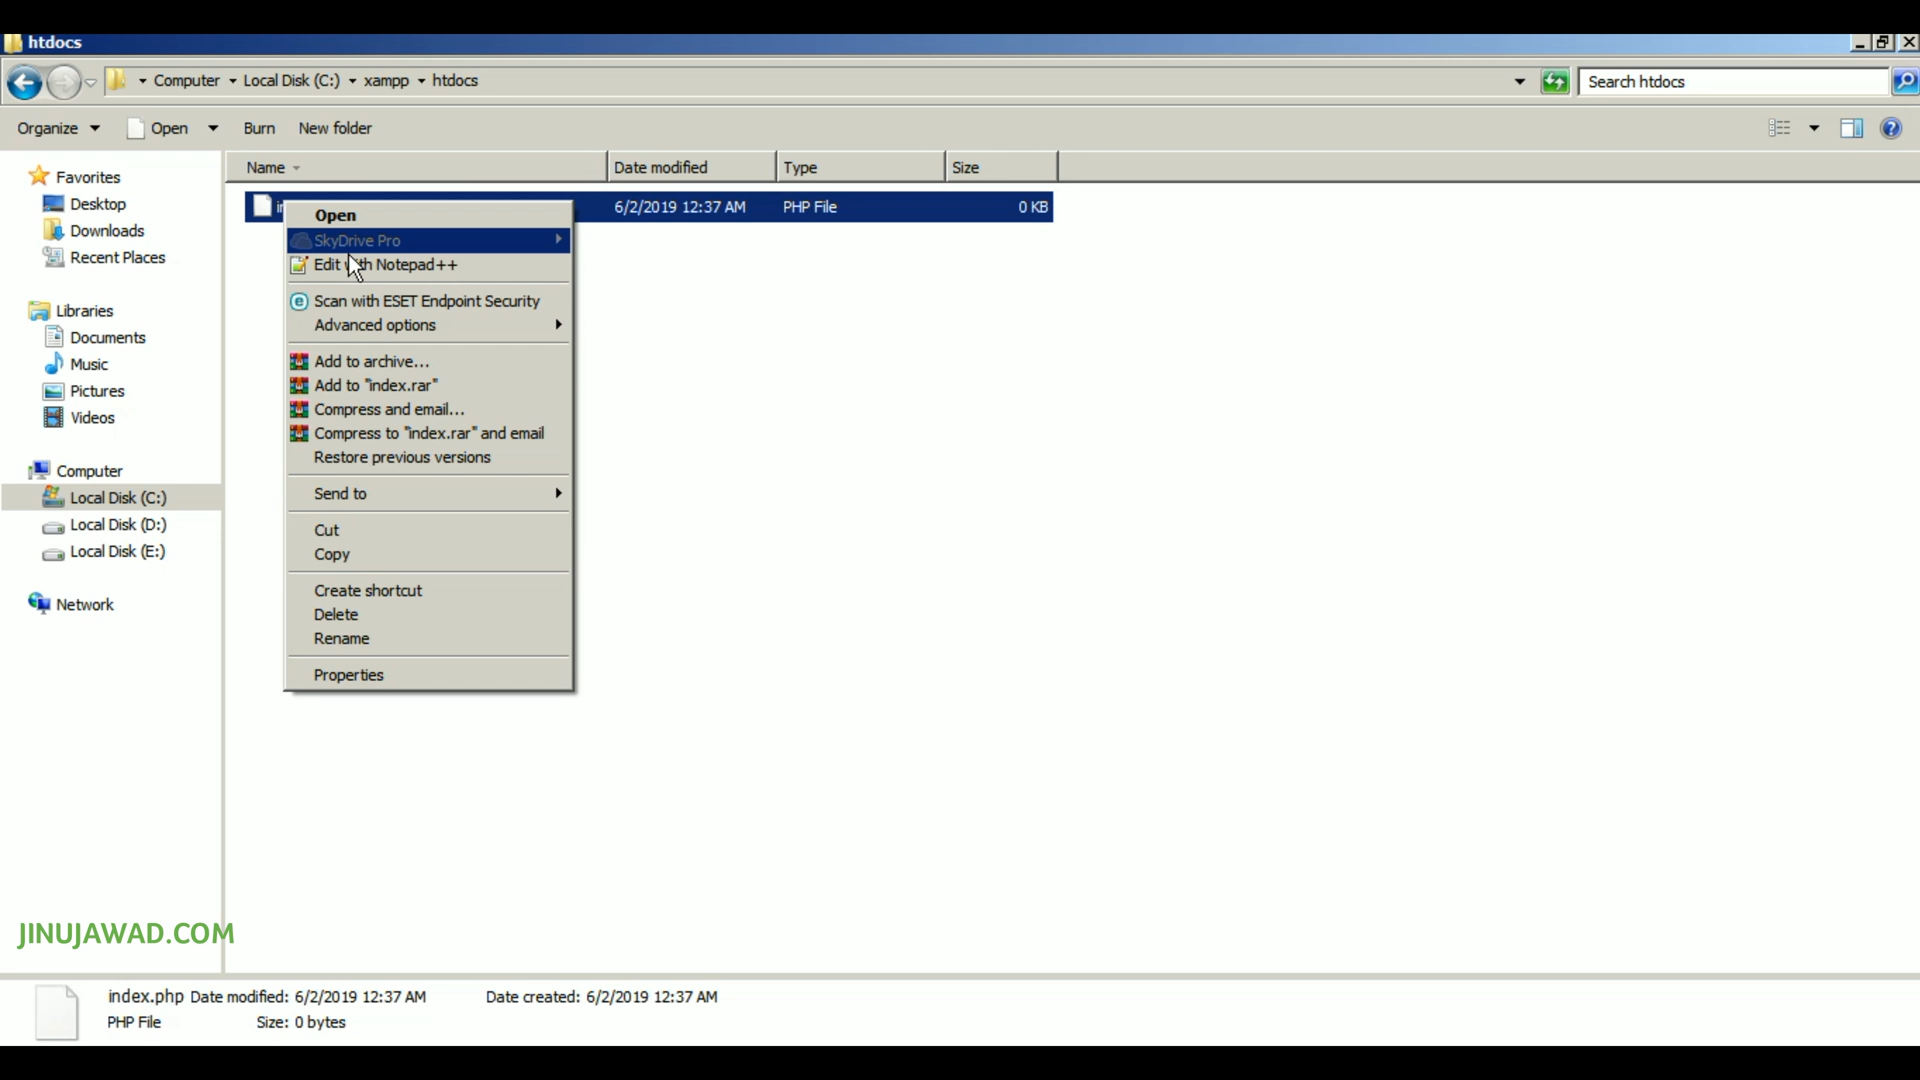 htdocs
Computer Local Disk (C:) xampp htdocs
Search htdocs
Organize Open Burn New folder
Name Date modified Type Size
6/2/2019 12:37 AM PHP File 0 KB
Favorites
Desktop
Downloads
Recent Places
Libraries
Documents
Music
Pictures
Videos
Computer
Local Disk (C:)
Local Disk (D:)
Local Disk (E:)
Network
Open
SkyDrive Pro
Edit with Notepad++
Scan with ESET Endpoint Security
Advanced options
Add to archive...
Add to "index.rar"
Compress and email...
Compress to "index.rar" and email
Restore previous versions
Send to
Cut
Copy
Create shortcut
Delete
Rename
Properties
JINUJAWAD.COM
index.php Date modified: 6/2/2019 12:37 AM Date created: 6/2/2019 12:37 AM
PHP File Size: 0 bytes